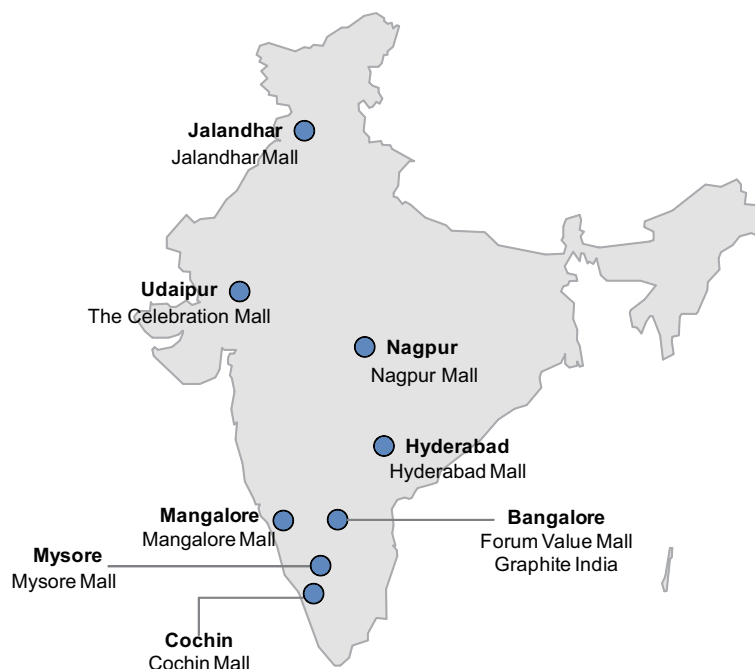 Jalandhar
Jalandhar Mall
Udaipur
The Celebration Mall
Nagpur
Nagpur Mall
Hyderabad
Hyderabad Mall
Mangalore
Mangalore Mall
Bangalore
Forum Value Mall
Graphite India
Mysore
Mysore Mall
Cochin
Cochin Mall